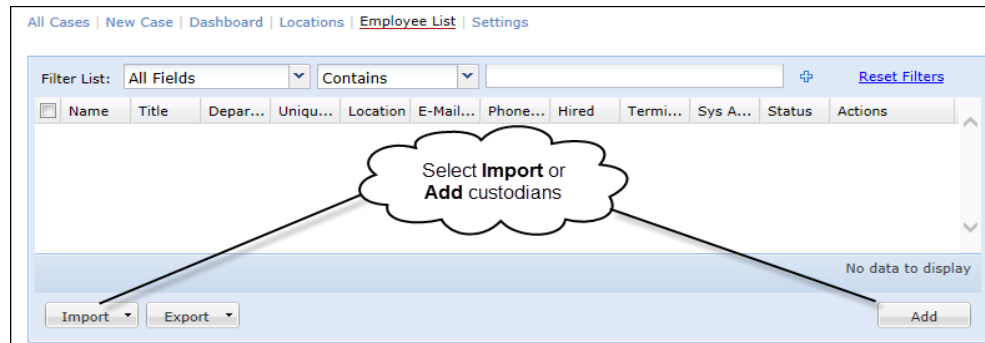 All Cases | New Case | Dashboard | Locations | Employee List | Settings
Filter List: All Fields Contains Reset Filters
Name Title Depar... Uniqu... Location E-Mail... Phone... Hired Termi... Sys A... Status Actions
Select Import or
Add custodians
No data to display
Import Export Add